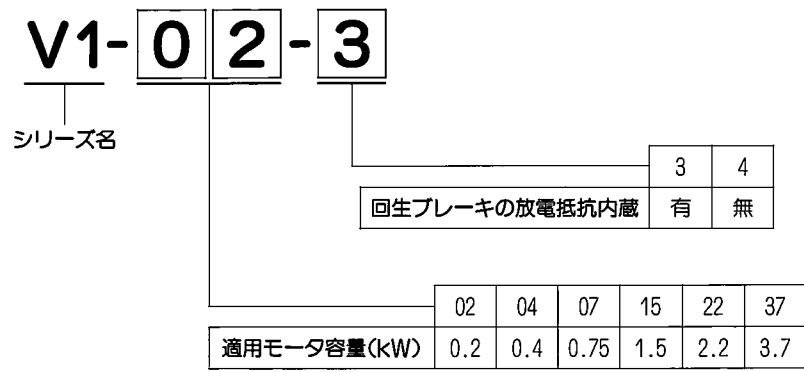 V1-02-3
シリーズ名
3 4
回生ブレーキの放電抵抗内蔵 有 無
02 04 07 15 22 37
適用モータ容量(kW) 0.2 0.4 0.75 1.5 2.2 3.7